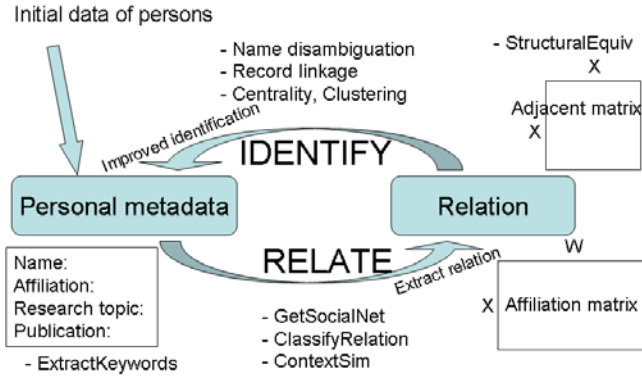 Initial data of persons
- Name disambiguation
- Record linkage
- Centrality, Clustering
- StructuralEquiv
X
Adjacent matrix
X
Improved identification
IDENTIFY
Personal metadata
Relation
RELATE
Extract relation
W
X
Affiliation matrix
Name:
Affiliation:
Research topic:
Publication:
- ExtractKeywords
- GetSocialNet
- ClassifyRelation
- ContextSim